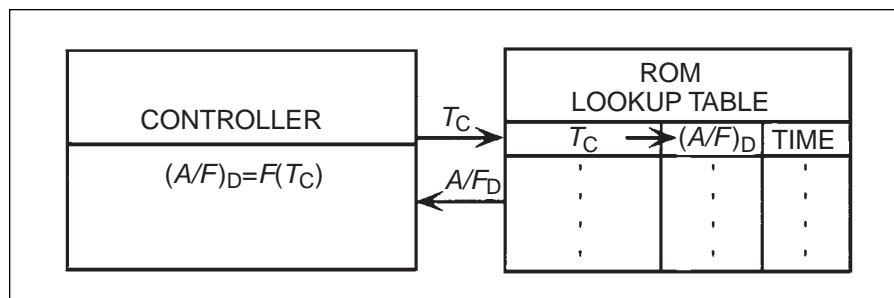 CONTROLLER
(A/F)D=F(TC)
TC
A/FD
ROM
LOOKUP TABLE
TC (A/F)D TIME